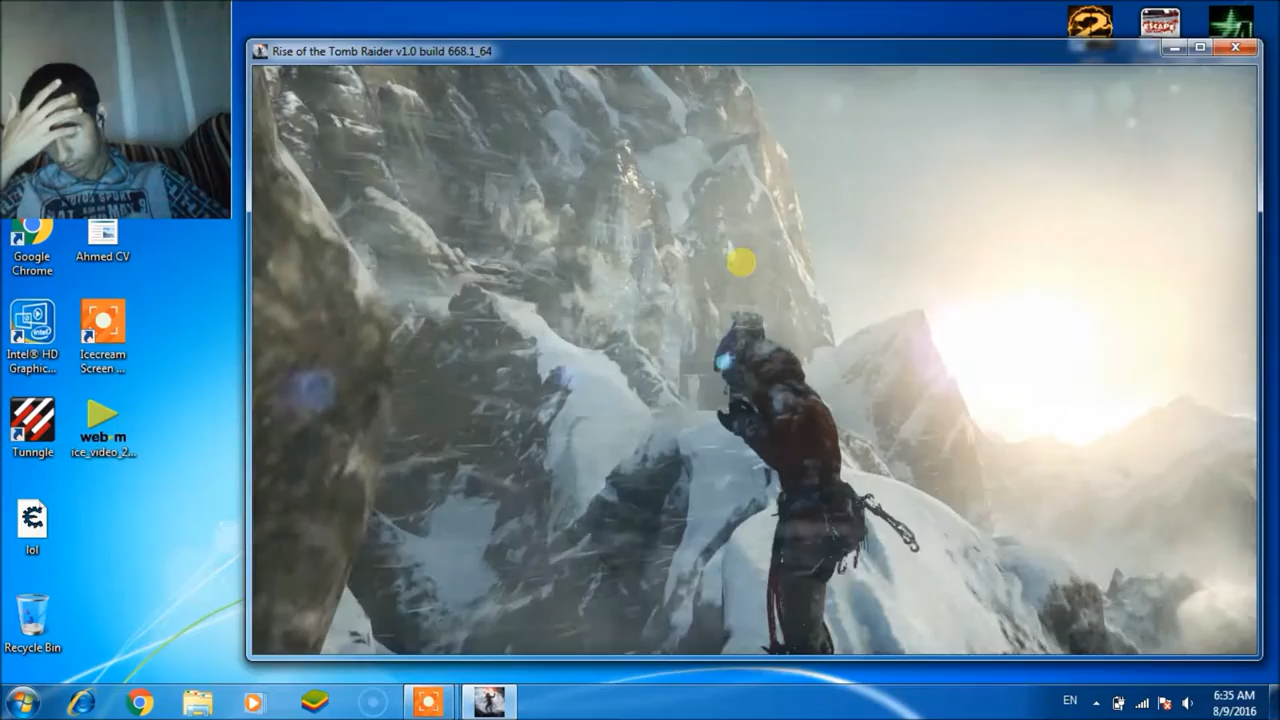 Rise of the Tomb Raider v1.0 build 668.1_64
ESCAPE
Google
Chrome
Ahmed CV
Intel® HD
Graphic...
Icecream
Screen ...
Tunngle
web-m
ice_video_2...
lol
Recycle Bin
EN
6:35 AM
8/9/2016